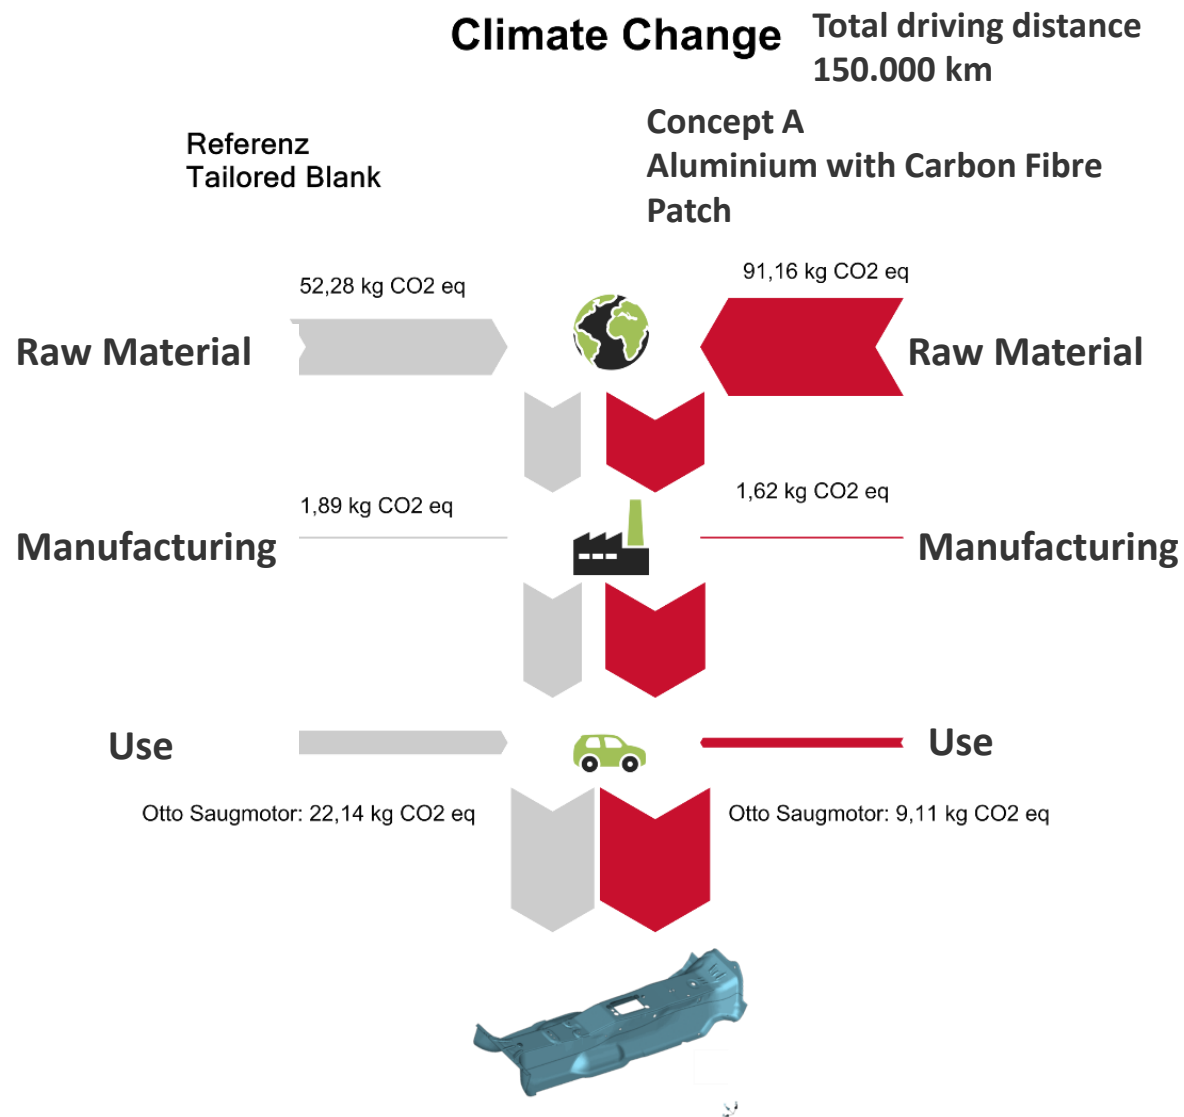 Climate Change
Total driving distance
150.000 km
Referenz
Tailored Blank
Concept A
Aluminium with Carbon Fibre
Patch
52,28 kg CO2 eq
91,16 kg CO2 eq
Raw Material
Raw Material
1,89 kg CO2 eq
1,62 kg CO2 eq
Manufacturing
Manufacturing
Use
Use
Otto Saugmotor: 22,14 kg CO2 eq
Otto Saugmotor: 9,11 kg CO2 eq